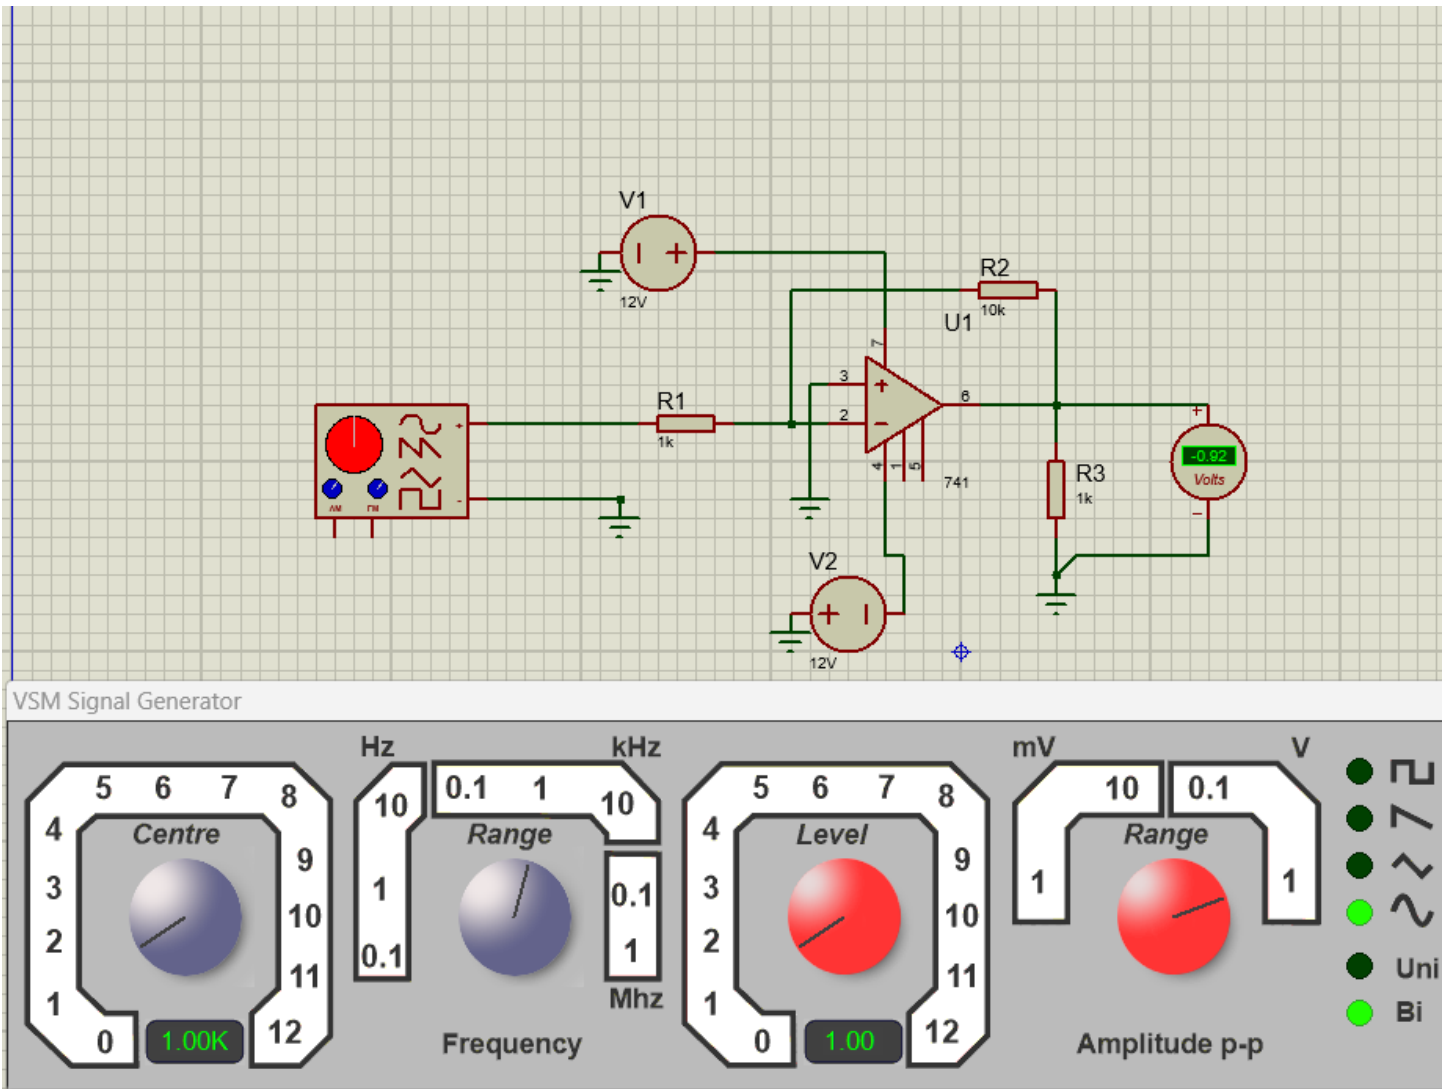 V1
12V
R2
10k
U1
7
3
6
R1
2
1k
4
1
5
741
+
-0.92
Volts
R3
1k
AM
FM
V2
12V
VSM Signal Generator
Hz
kHz
mV
V
5 6 7 8
10
0.1 1 10
5 6 7 8
10
0.1
4
Centre
Range
4
Level
Range
3
9
1
0.1
3
9
1
1
2
10
2
10
Uni
1
11
0.1
1
1
11
Bi
Mhz
0
1.00K
12
Frequency
0
1.00
12
Amplitude p-p